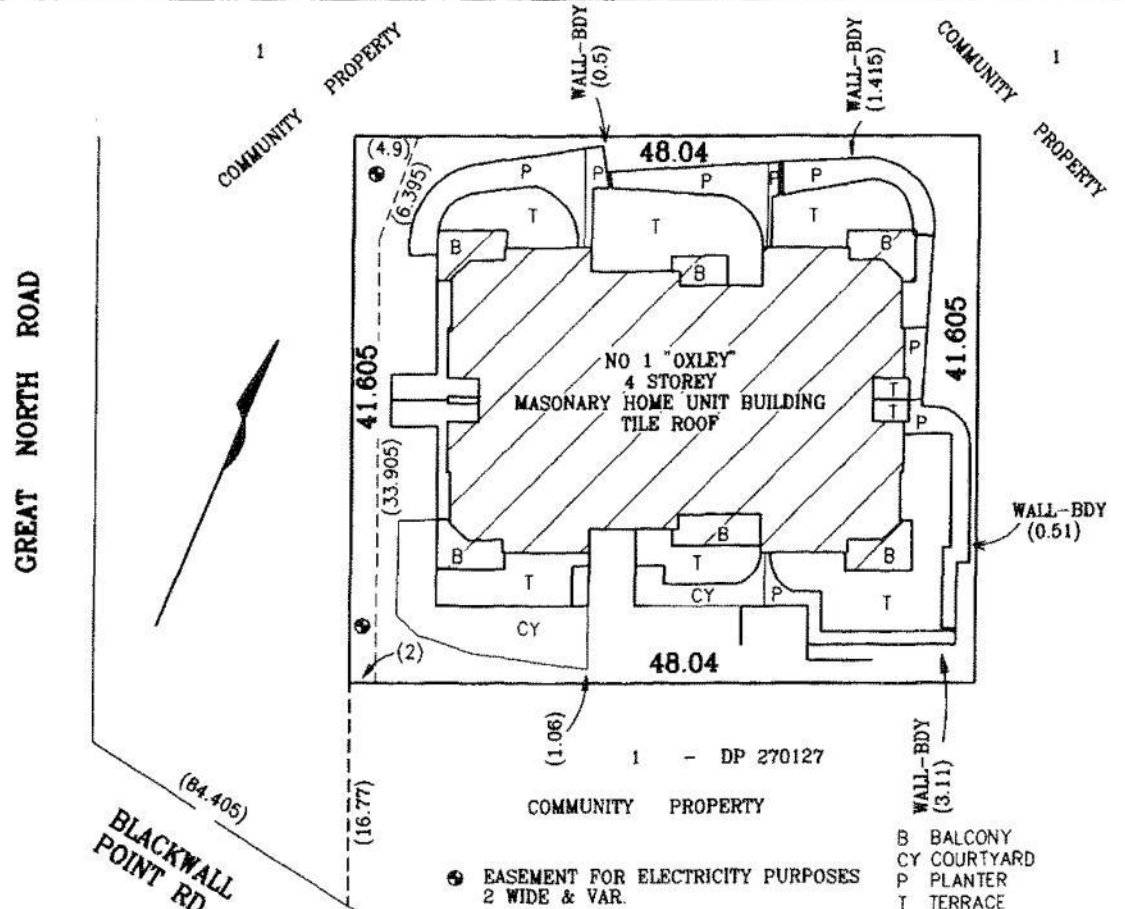 1
COMMUNITY PROPERTY
WALL-BDY
(0.5)
WALL-BDY
(1.415)
COMMUNITY PROPERTY
1
(4.9)
48.04
(6.395)
P
P
P
P
P
T
T
T
B
B
B
GREAT NORTH ROAD
41.605
41.605
NO 1 "OXLEY"
4 STOREY
MASONARY HOME UNIT BUILDING
TILE ROOF
P
T
T
P
(33.905)
WALL-BDY
(0.51)
B
B
B
T
T
T
CY
P
CY
(2)
48.04
(1.06)
1 - DP 270127
WALL-BDY
(3.11)
(84.405)
(16.77)
COMMUNITY PROPERTY
BLACKWALL
POINT RD
EASEMENT FOR ELECTRICITY PURPOSES
2 WIDE & VAR.
B BALCONY
CY COURTYARD
P PLANTER
T TERRACE